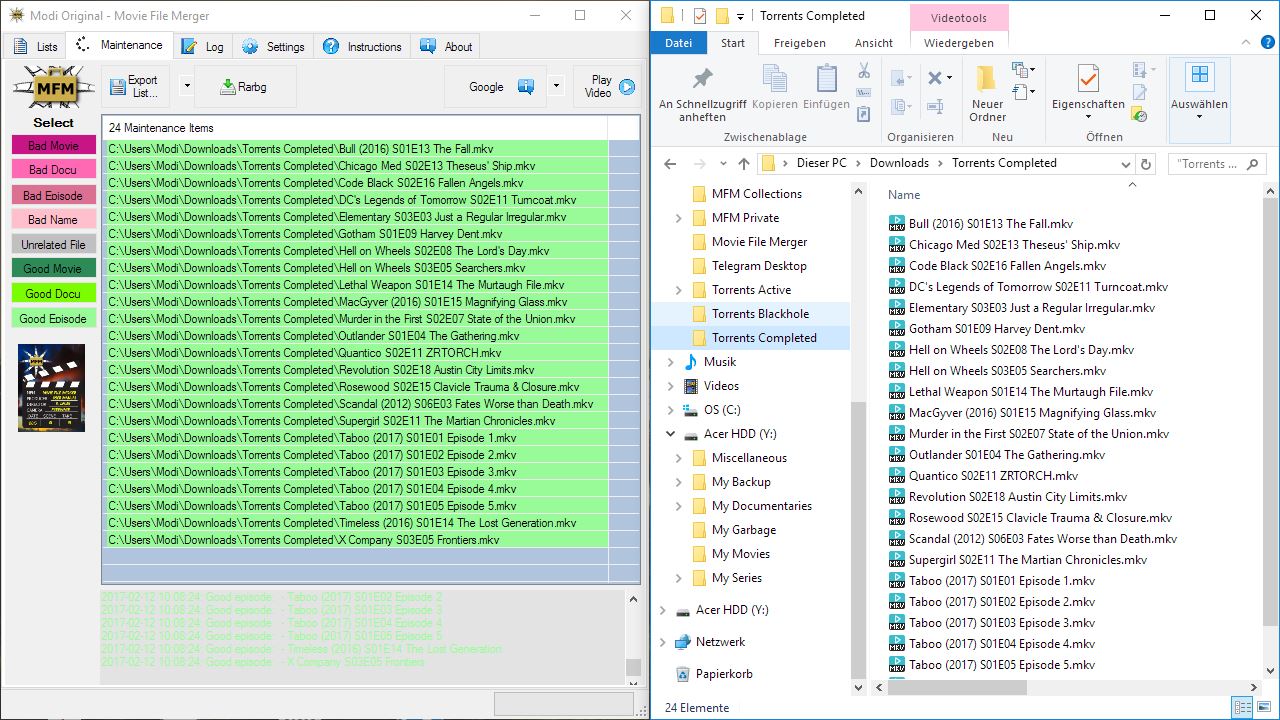 Modi Original - Movie File Merger
Lists
Maintenance
Log
Settings
Instructions
About
MFM
Export List...
Rarbg
Google
Play Video
Select
Bad Movie
Bad Docu
Bad Episode
Bad Name
Unrelated File
Good Movie
Good Docu
Good Episode
MFM
24 Maintenance Items
C:\Users\Modi\Downloads\Torrents Completed\Bull (2016) S01E13 The Fall.mkv
C:\Users\Modi\Downloads\Torrents Completed\Chicago Med S02E13 Theseus' Ship.mkv
C:\Users\Modi\Downloads\Torrents Completed\Code Black S02E16 Fallen Angels.mkv
C:\Users\Modi\Downloads\Torrents Completed\DC's Legends of Tomorrow S02E11 Turncoat.mkv
C:\Users\Modi\Downloads\Torrents Completed\Elementary S03E03 Just a Regular Irregular.mkv
C:\Users\Modi\Downloads\Torrents Completed\Gotham S01E09 Harvey Dent.mkv
C:\Users\Modi\Downloads\Torrents Completed\Hell on Wheels S02E08 The Lord's Day.mkv
C:\Users\Modi\Downloads\Torrents Completed\Hell on Wheels S03E05 Searchers.mkv
C:\Users\Modi\Downloads\Torrents Completed\Lethal Weapon S01E14 The Murtaugh File.mkv
C:\Users\Modi\Downloads\Torrents Completed\MacGyver (2016) S01E15 Magnifying Glass.mkv
C:\Users\Modi\Downloads\Torrents Completed\Murder in the First S02E07 State of the Union.mkv
C:\Users\Modi\Downloads\Torrents Completed\Outlander S01E04 The Gathering.mkv
C:\Users\Modi\Downloads\Torrents Completed\Quantico S02E11 ZRTORCH.mkv
C:\Users\Modi\Downloads\Torrents Completed\Revolution S02E18 Austin City Limits.mkv
C:\Users\Modi\Downloads\Torrents Completed\Rosewood S02E15 Clavicle Trauma & Closure.mkv
C:\Users\Modi\Downloads\Torrents Completed\Scandal (2012) S06E03 Fates Worse than Death.mkv
C:\Users\Modi\Downloads\Torrents Completed\Supergirl S02E11 The Martian Chronicles.mkv
C:\Users\Modi\Downloads\Torrents Completed\Taboo (2017) S01E01 Episode 1.mkv
C:\Users\Modi\Downloads\Torrents Completed\Taboo (2017) S01E02 Episode 2.mkv
C:\Users\Modi\Downloads\Torrents Completed\Taboo (2017) S01E03 Episode 3.mkv
C:\Users\Modi\Downloads\Torrents Completed\Taboo (2017) S01E04 Episode 4.mkv
C:\Users\Modi\Downloads\Torrents Completed\Taboo (2017) S01E05 Episode 5.mkv
C:\Users\Modi\Downloads\Torrents Completed\Timeless (2016) S01E14 The Lost Generation.mkv
C:\Users\Modi\Downloads\Torrents Completed\X Company S03E05 Frontiers.mkv
2017-02-12 10:08:24 Good episode - Taboo (2017) S01E02 Episode 2
2017-02-12 10:08:24 Good episode - Taboo (2017) S01E03 Episode 3
2017-02-12 10:08:24 Good episode - Taboo (2017) S01E04 Episode 4
2017-02-12 10:08:24 Good episode - Taboo (2017) S01E05 Episode 5
2017-02-12 10:08:24 Good episode - Timeless (2016) S01E14 The Lost Generation
2017-02-12 10:08:24 Good episode - X Company S03E05 Frontiers
Torrents Completed
Videotools
Datei
Start
Freigeben
Ansicht
Wiedergeben
An Schnellzugriff anheften
Kopieren
Einfügen
Zwischenablage
Organisieren
Neuer Ordner
Neu
Eigenschaften
Öffnen
Auswählen
Dieser PC
Downloads
Torrents Completed
"Torrents ...
MFM Collections
MFM Private
Movie File Merger
Telegram Desktop
Torrents Active
Torrents Blackhole
Torrents Completed
Musik
Videos
OS (C:)
Acer HDD (Y:)
Miscellaneous
My Backup
My Documentaries
My Garbage
My Movies
My Series
Acer HDD (Y:)
Netzwerk
Papierkorb
Name
Bull (2016) S01E13 The Fall.mkv
Chicago Med S02E13 Theseus' Ship.mkv
Code Black S02E16 Fallen Angels.mkv
DC's Legends of Tomorrow S02E11 Turncoat.mkv
Elementary S03E03 Just a Regular Irregular.mkv
Gotham S01E09 Harvey Dent.mkv
Hell on Wheels S02E08 The Lord's Day.mkv
Hell on Wheels S03E05 Searchers.mkv
Lethal Weapon S01E14 The Murtaugh File.mkv
MacGyver (2016) S01E15 Magnifying Glass.mkv
Murder in the First S02E07 State of the Union.mkv
Outlander S01E04 The Gathering.mkv
Quantico S02E11 ZRTORCH.mkv
Revolution S02E18 Austin City Limits.mkv
Rosewood S02E15 Clavicle Trauma & Closure.mkv
Scandal (2012) S06E03 Fates Worse than Death.mkv
Supergirl S02E11 The Martian Chronicles.mkv
Taboo (2017) S01E01 Episode 1.mkv
Taboo (2017) S01E02 Episode 2.mkv
Taboo (2017) S01E03 Episode 3.mkv
Taboo (2017) S01E04 Episode 4.mkv
Taboo (2017) S01E05 Episode 5.mkv
24 Elemente